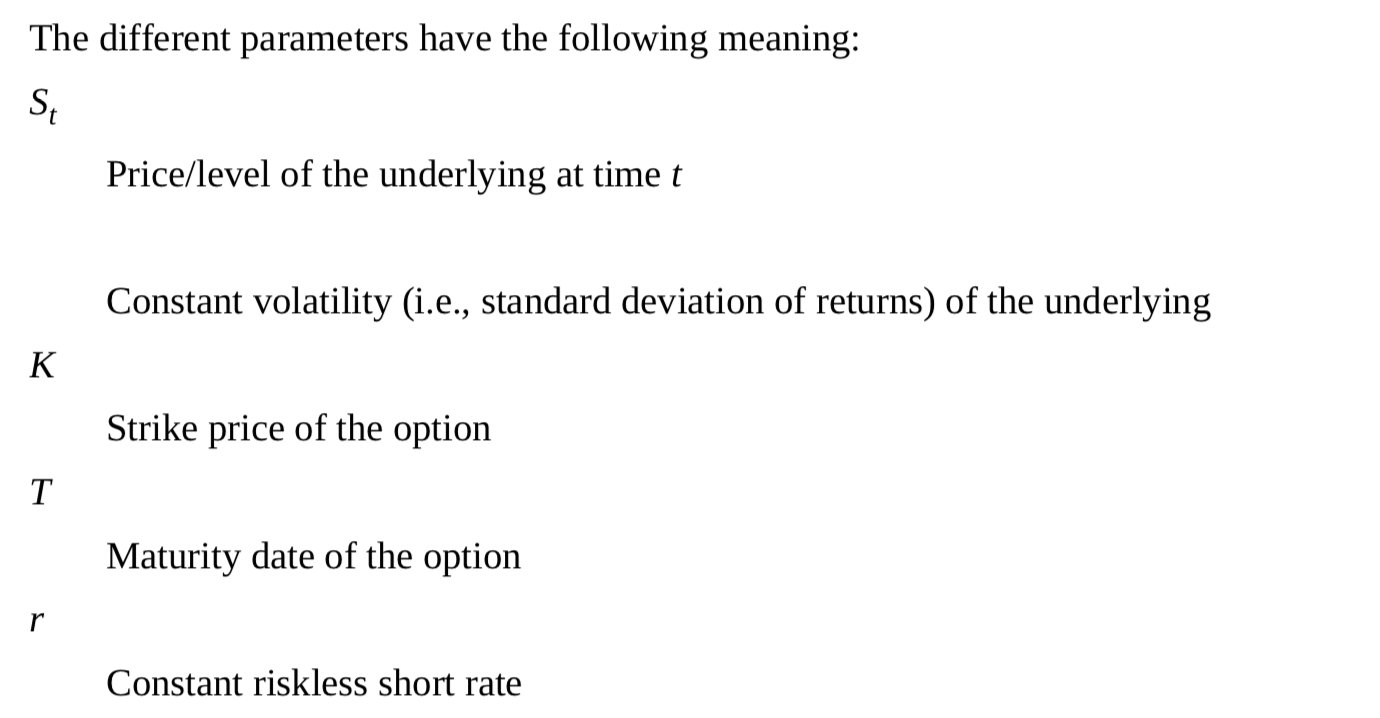 The different parameters have the following meaning:
S_t
Price/level of the underlying at time t
Constant volatility (i.e., standard deviation of returns) of the underlying
K
Strike price of the option
T
Maturity date of the option
r
Constant riskless short rate